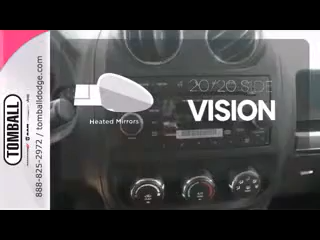 TOMBALL
888-825-2972 / tomballdodge.com
Heated Mirrors
20/20 SIDE
VISION